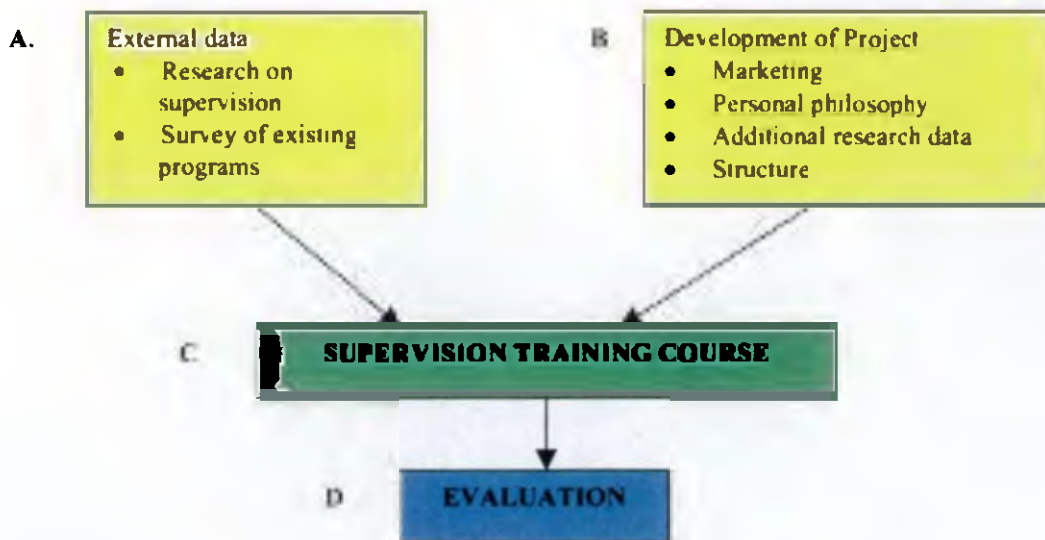 A.
External data
• Research on
supervision
• Survey of existing
programs
B
Development of Project
• Marketing
• Personal philosophy
• Additional research data
• Structure
C
SUPERVISION TRAINING COURSE
D
EVALUATION